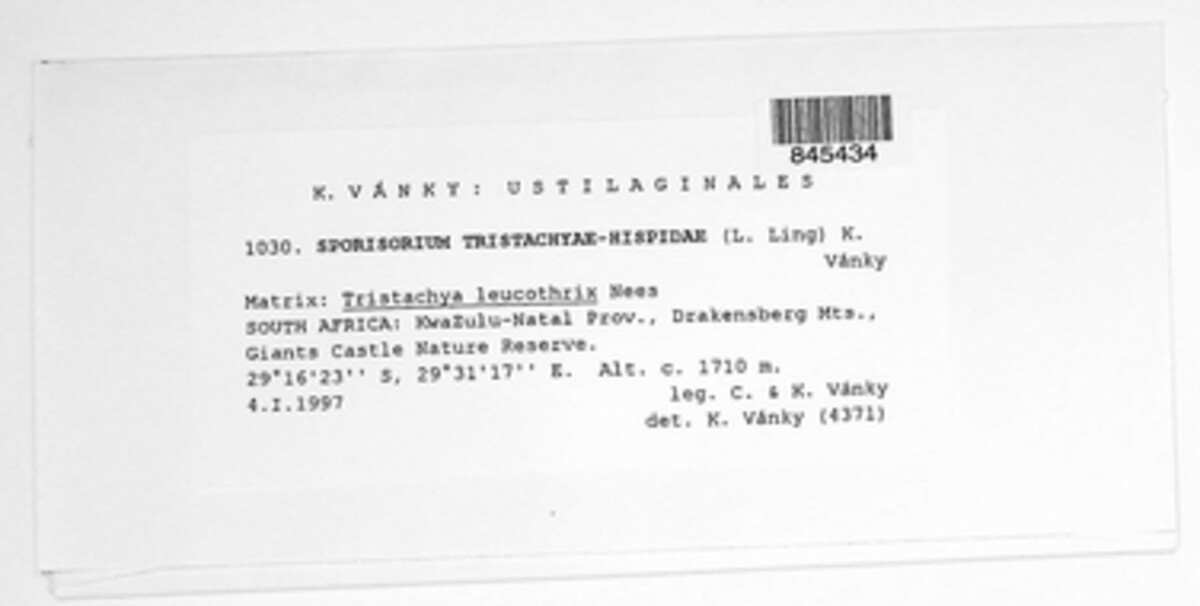 845434
K. VÁNKY: USTILAGINALES
1030. SPORISORIUM TRISTACHYAE-HISPIDAE (L. Ling) K.
Vánky
Matrix: Tristachya leucothrix Nees
SOUTH AFRICA: KwaZulu-Natal Prov., Drakensberg Mts.,
Giants Castle Nature Reserve.
29°16'23'' S, 29°31'17'' E. Alt. c. 1710 m.
4.I.1997
leg. C. & K. Vánky
det. K. Vánky (4371)